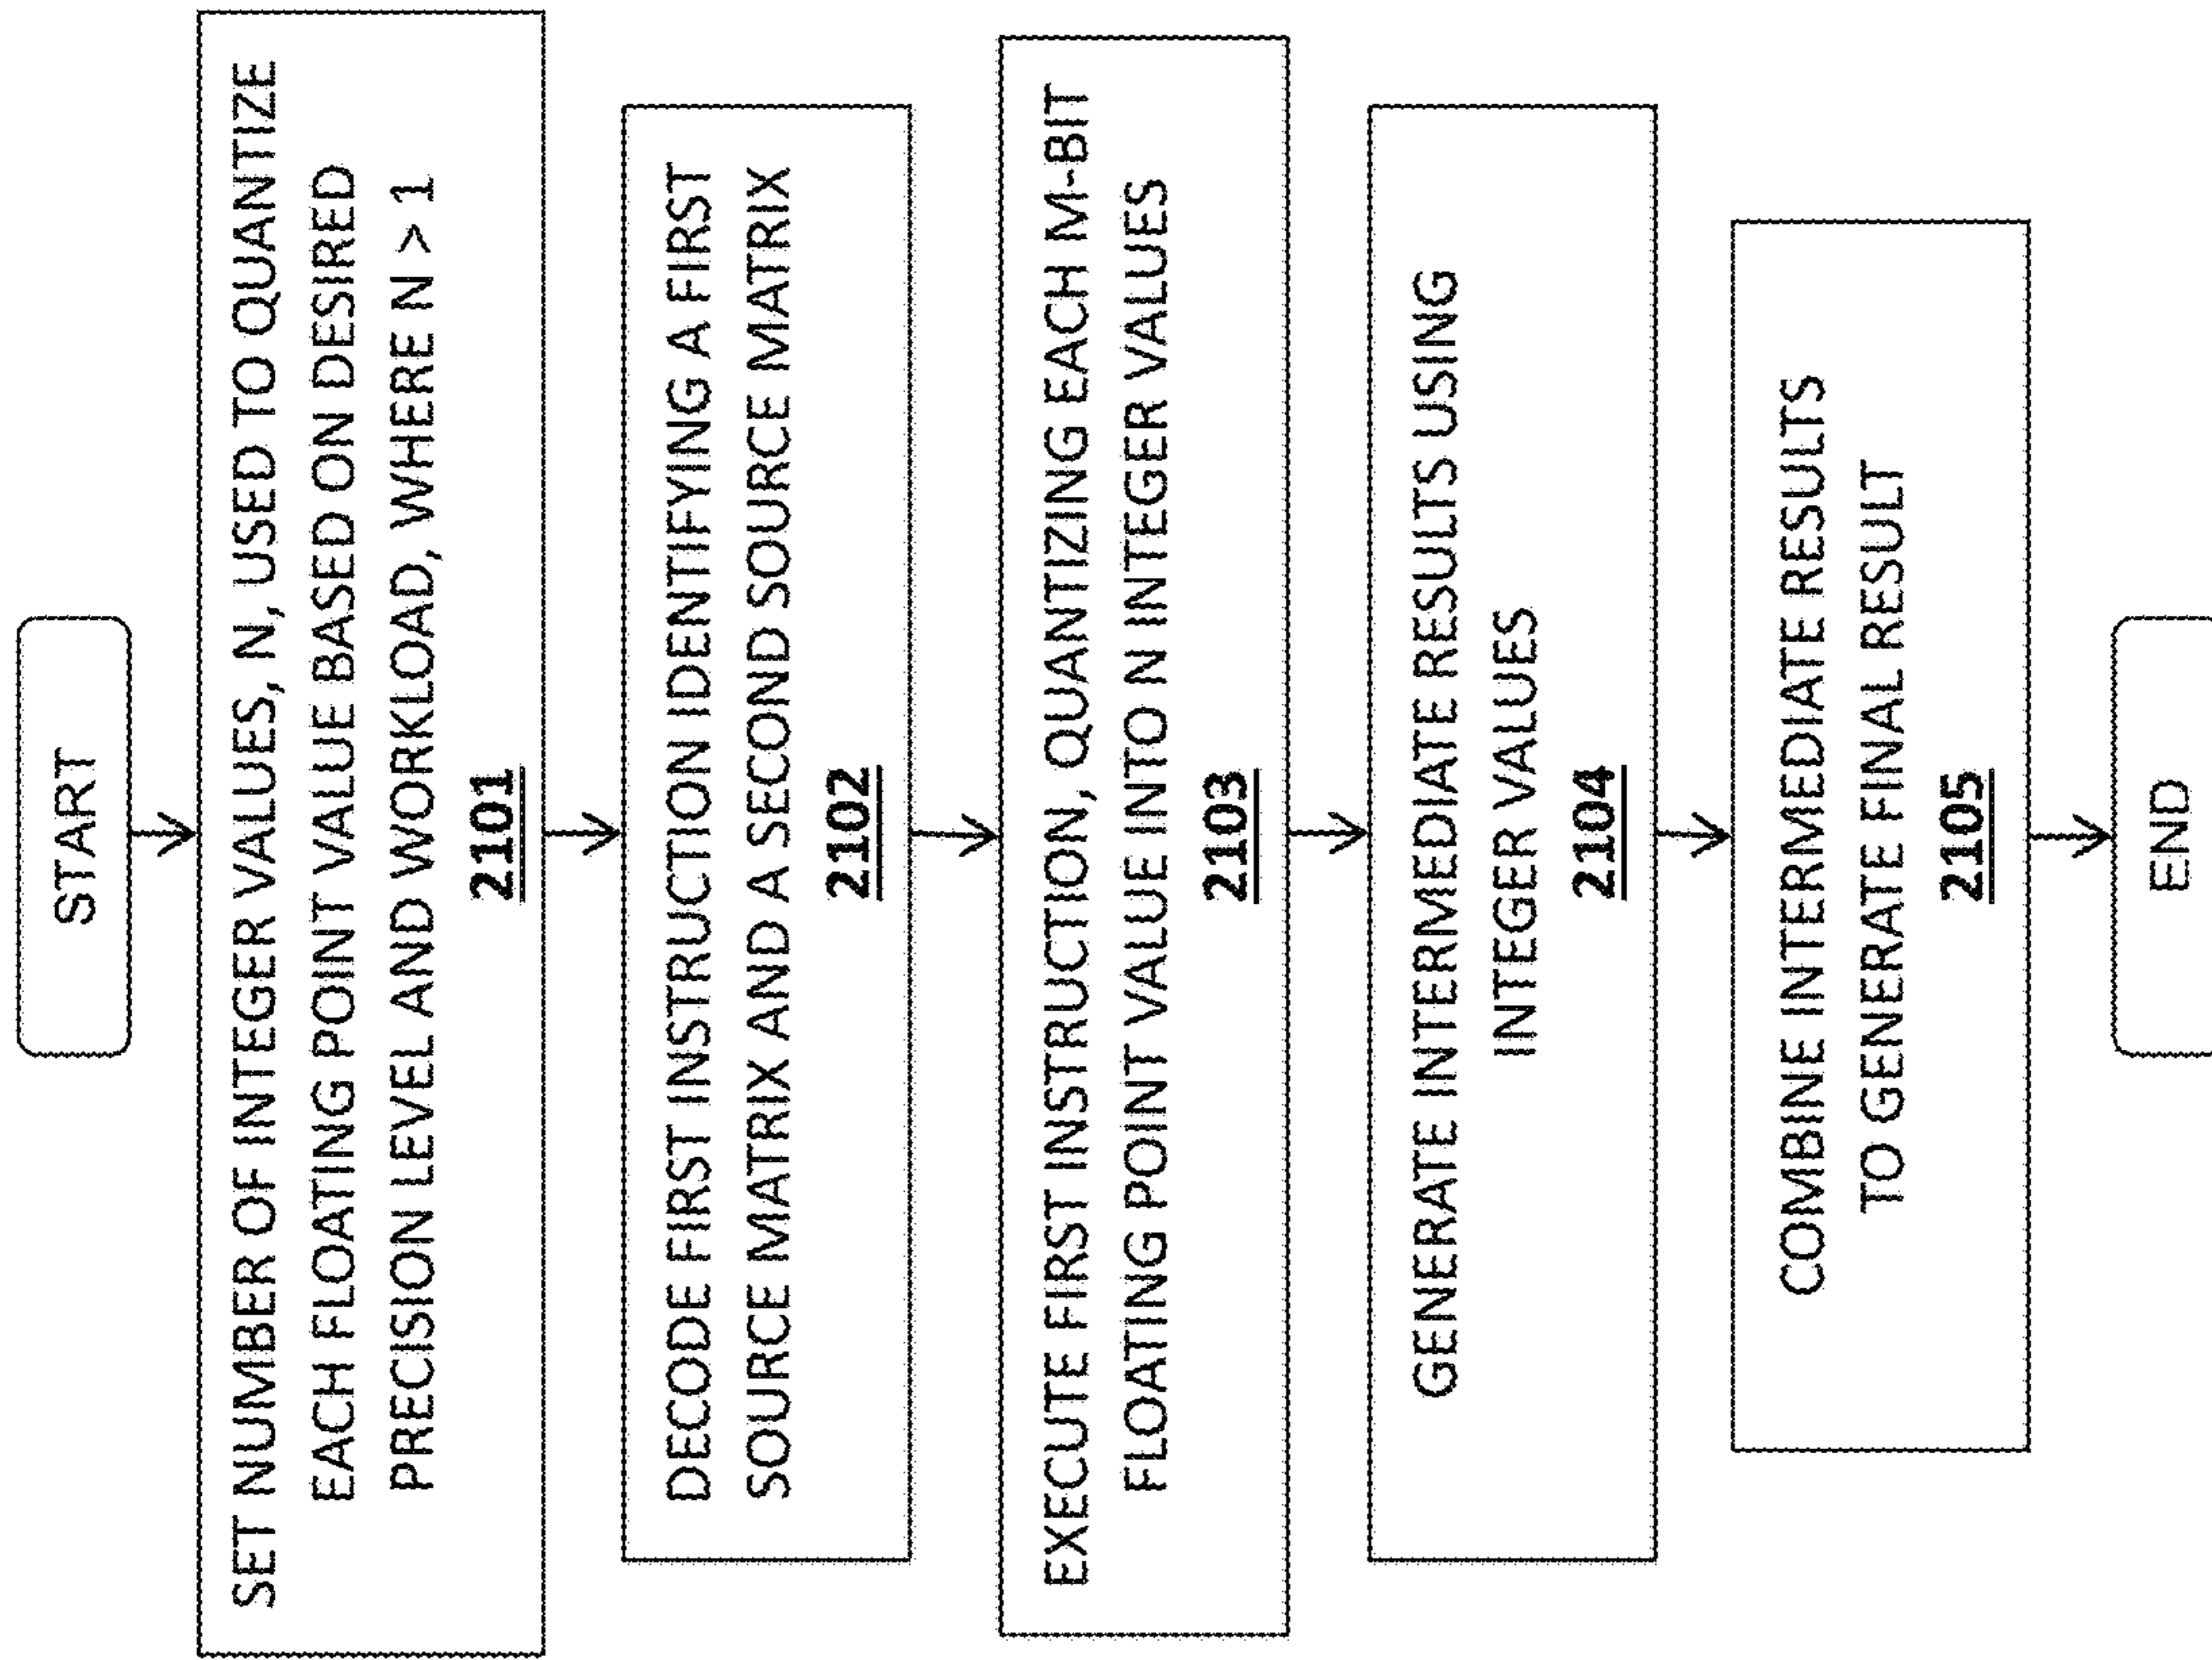 START
SET NUMBER OF INTEGER VALUES, N, USED TO QUANTIZE
EACH FLOATING POINT VALUE BASED ON DESIRED
PRECISION LEVEL AND WORKLOAD, WHERE N > 1
2101
DECODE FIRST INSTRUCTION IDENTIFYING A FIRST
SOURCE MATRIX AND A SECOND SOURCE MATRIX
2102
EXECUTE FIRST INSTRUCTION, QUANTIZING EACH M-BIT
FLOATING POINT VALUE INTO N INTEGER VALUES
2103
GENERATE INTERMEDIATE RESULTS USING
INTEGER VALUES
2104
COMBINE INTERMEDIATE RESULTS
TO GENERATE FINAL RESULT
2105
END